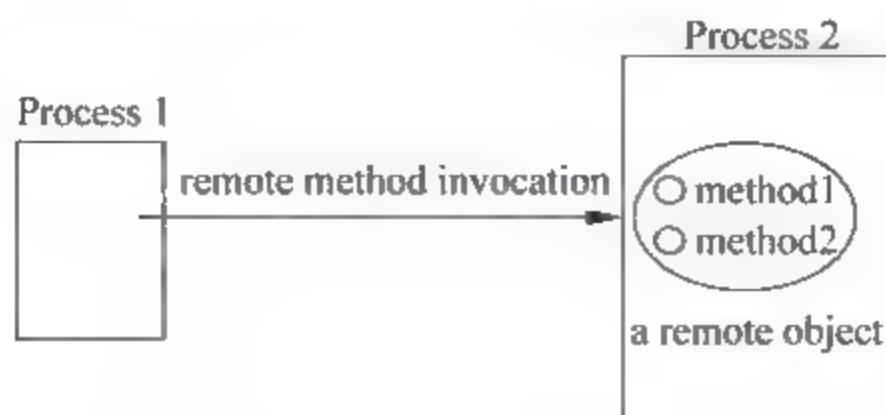 Process 2
Process 1
remote method invocation
method1
method2
a remote object